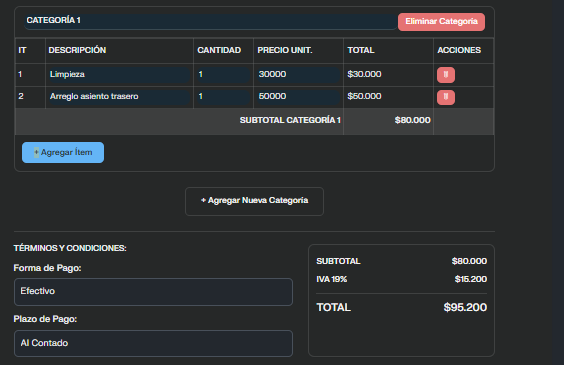 CATEGORÍA 1 Eliminar Categoría
IT DESCRIPCIÓN CANTIDAD PRECIO UNIT. TOTAL ACCIONES
1 Limpieza 1 30000 $30.000
2 Arreglo asiento trasero 1 50000 $50.000
SUBTOTAL CATEGORÍA 1 $80.000
+ Agregar Ítem
+ Agregar Nueva Categoría
TÉRMINOS Y CONDICIONES:
Forma de Pago:
Efectivo
Plazo de Pago:
Al Contado
SUBTOTAL $80.000
IVA 19% $15.200
TOTAL $95.200